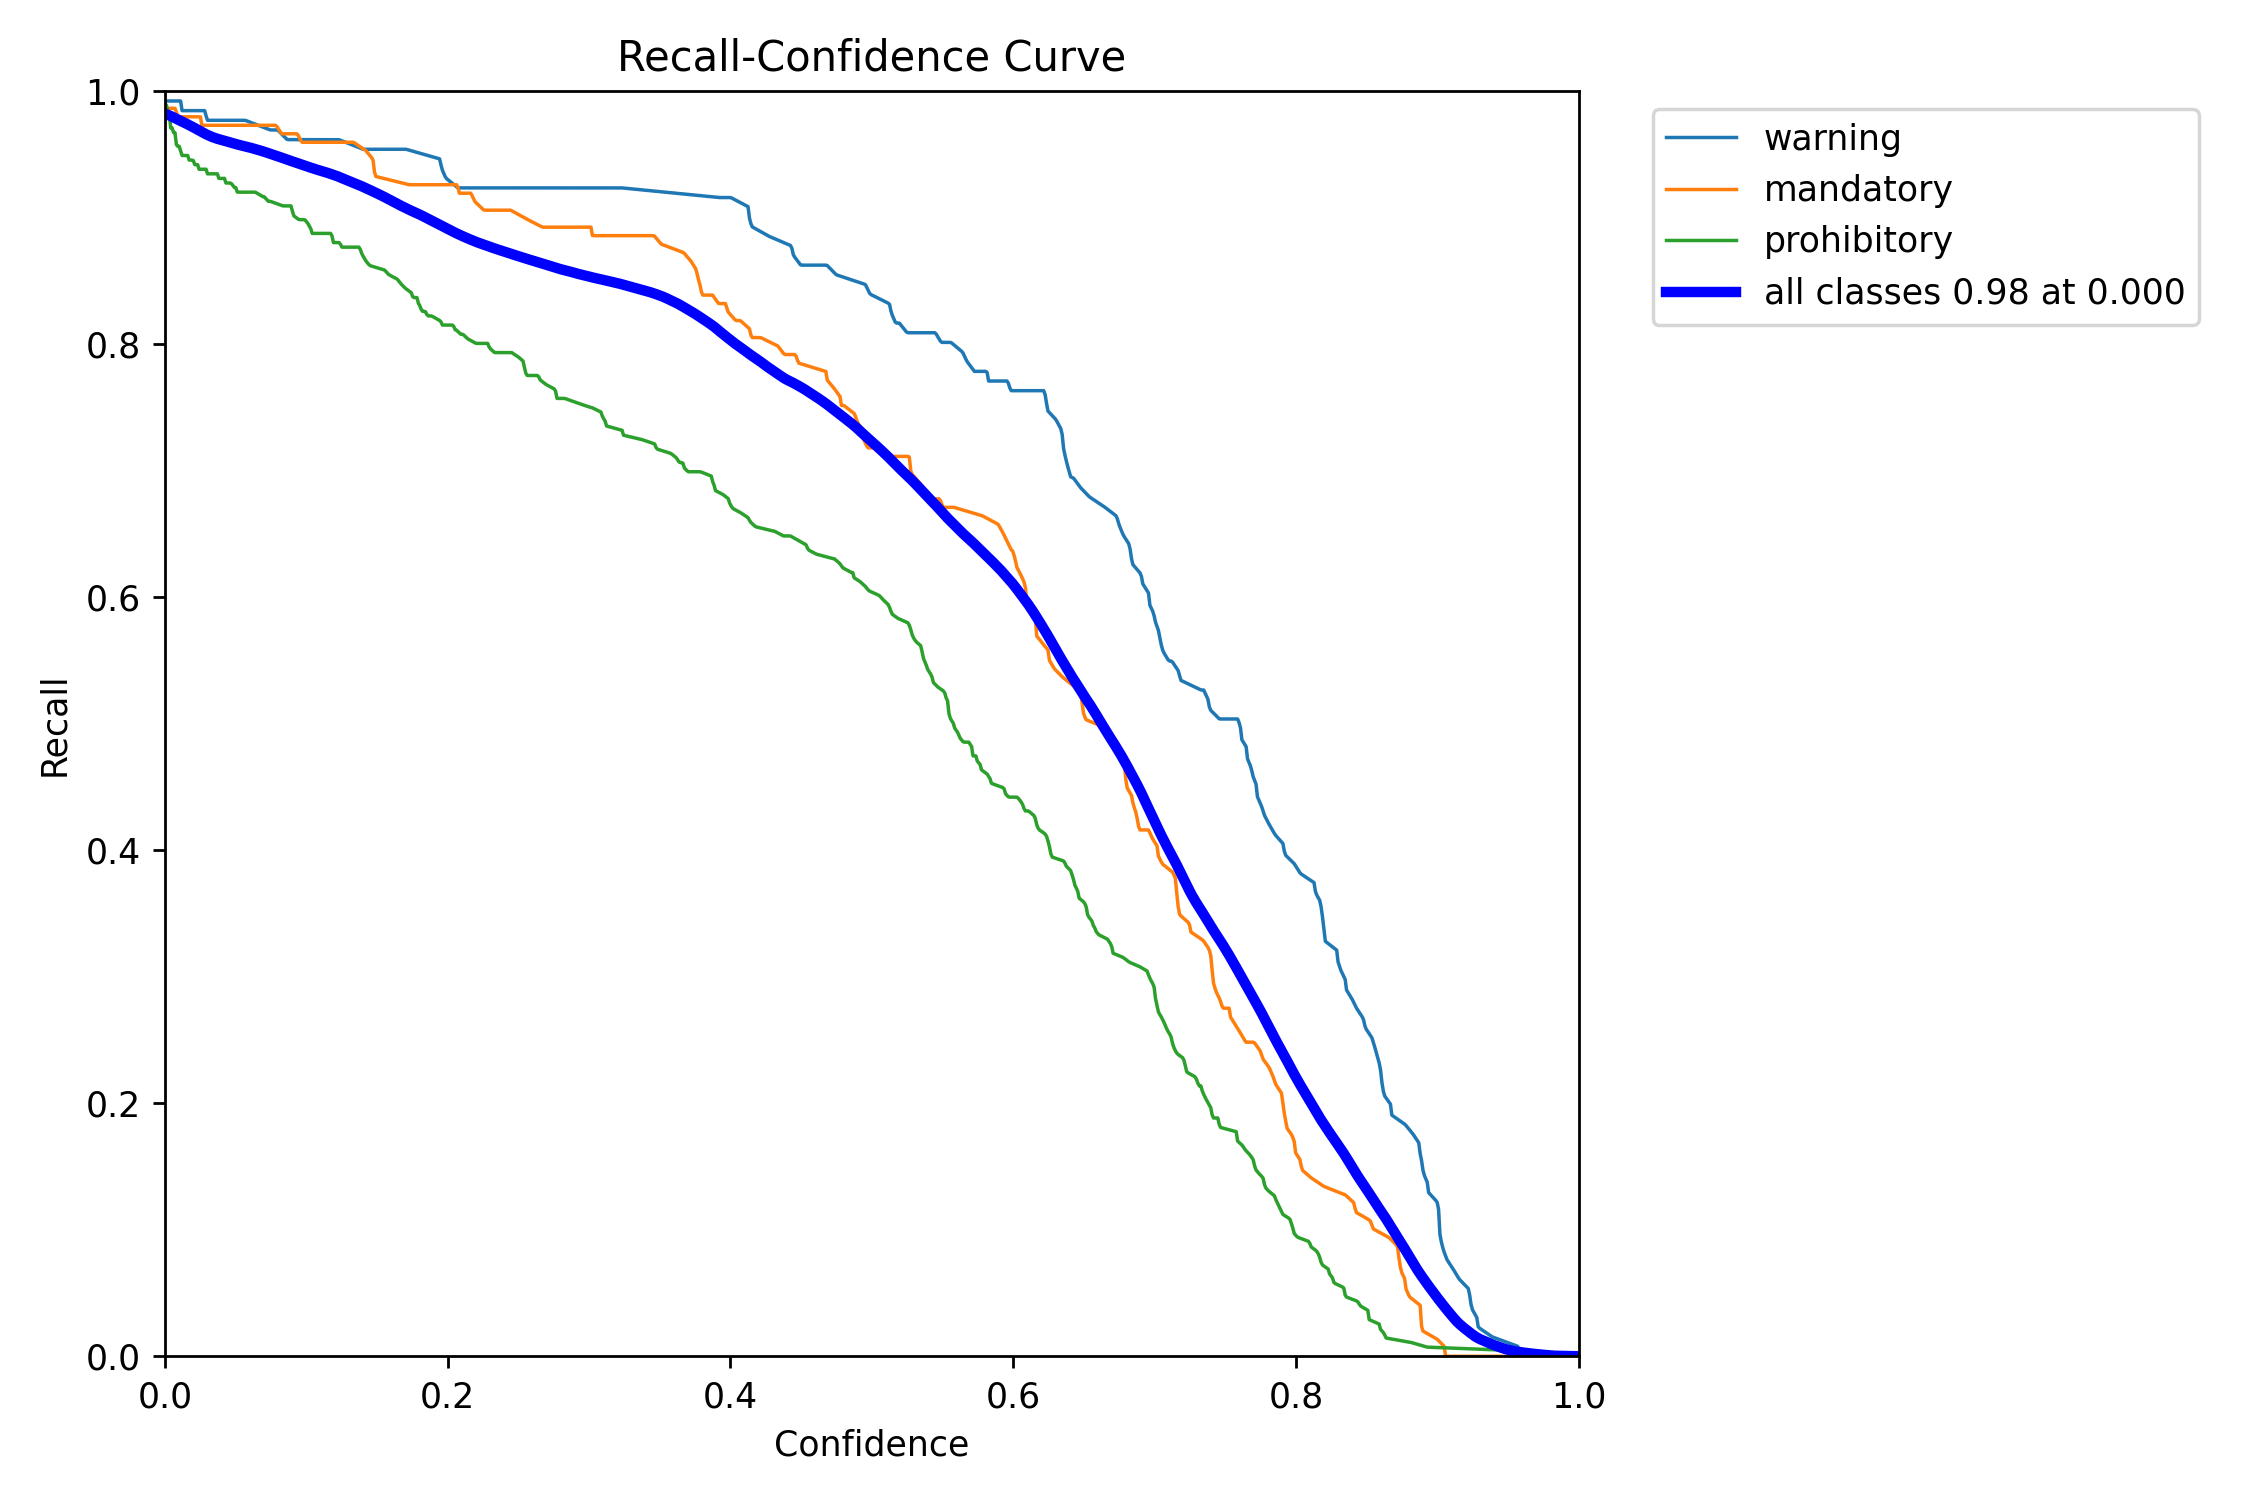 Recall-Confidence Curve
1.0
0.8
0.6
0.4
0.2
0.0
Recall
0.0 0.2 0.4 0.6 0.8 1.0
Confidence
warning
mandatory
prohibitory
all classes 0.98 at 0.000